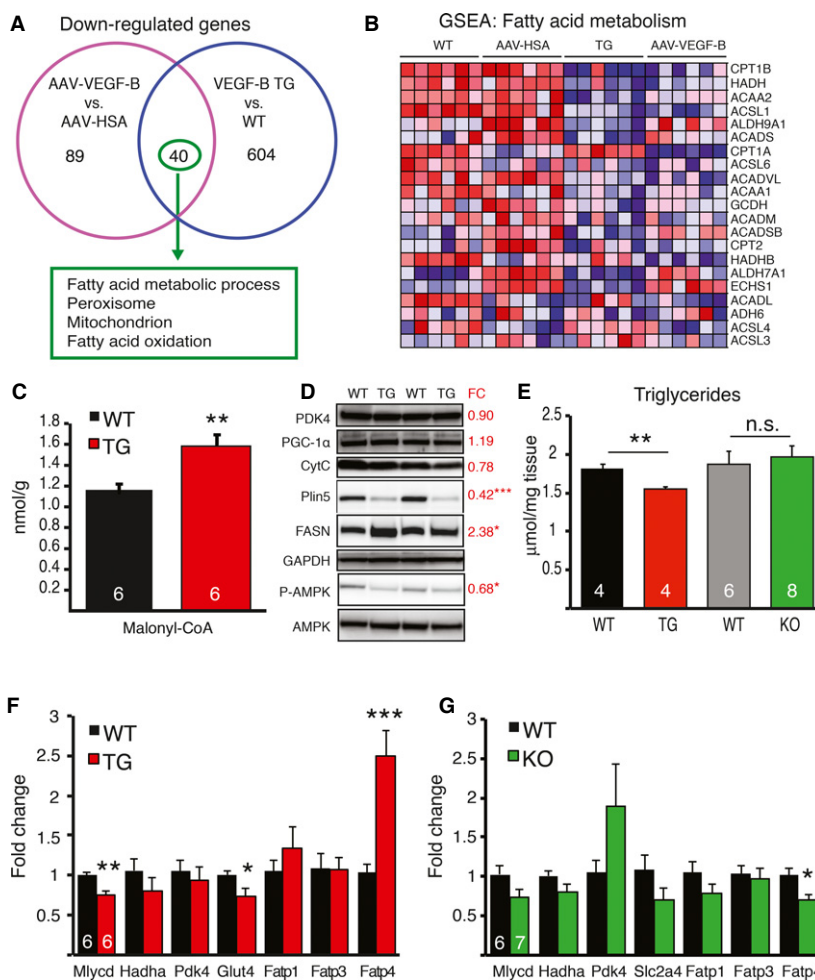 A
Down-regulated genes
AAV-VEGF-B
vs.
AAV-HSA
VEGF-B TG
vs.
WT
89
40
604
Fatty acid metabolic process
Peroxisome
Mitochondrion
Fatty acid oxidation
B
GSEA: Fatty acid metabolism
WT AAV-HSA TG AAV-VEGF-B
CPT1B
HADH
ACAA2
ACSL1
ALDH9A1
ACADS
CPT1A
ACSL6
ACADVL
ACAA1
GCDH
ACADM
ACADSB
CPT2
HADHB
ALDH7A1
ECHS1
ACADL
ADH6
ACSL4
ACSL3
C
WT
TG
**
nmol/g
1.8
1.6
1.4
1.2
1.0
0.8
0.6
0.4
0.2
6 6
Malonyl-CoA
D
WT TG WT TG FC
PDK4 0.90
PGC-1α 1.19
CytC 0.78
Plin5 0.42***
FASN 2.38*
GAPDH
P-AMPK 0.68*
AMPK
E
Triglycerides
** n.s.
μmol/mg tissue
2.5
2
1.5
1
0.5
4 4 6 8
WT TG WT KO
F
WT
TG
Fold change
3
2.5
2
1.5
1
0.5
** * ***
6 6
Mlycd Hadha Pdk4 Glut4 Fatp1 Fatp3 Fatp4
G
WT
KO
Fold change
3
2.5
2
1.5
1
0.5
*
6 7
Mlycd Hadha Pdk4 Slc2a4 Fatp1 Fatp3 Fatp4